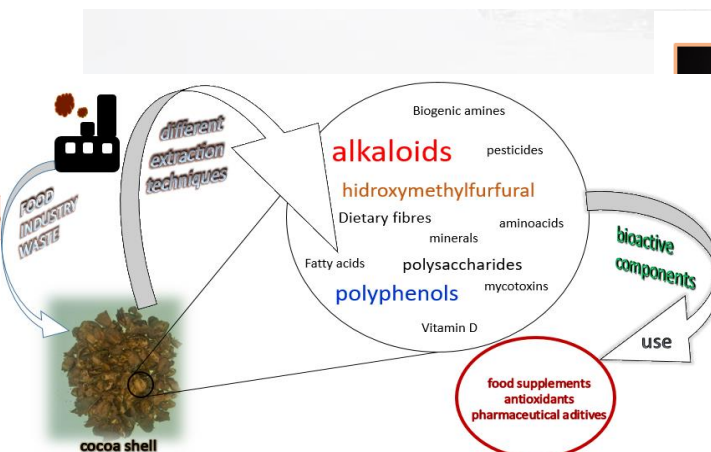 different
extraction
techniques
FOOD
INDUSTRY
WASTE
cocoa shell
Biogenic amines
alkaloids
pesticides
hidroxymethylfurfural
Dietary fibres
aminoacids
minerals
Fatty acids
polysaccharides
polyphenols
mycotoxins
Vitamin D
bioactive
components
use
food supplements
antioxidants
pharmaceutical aditives